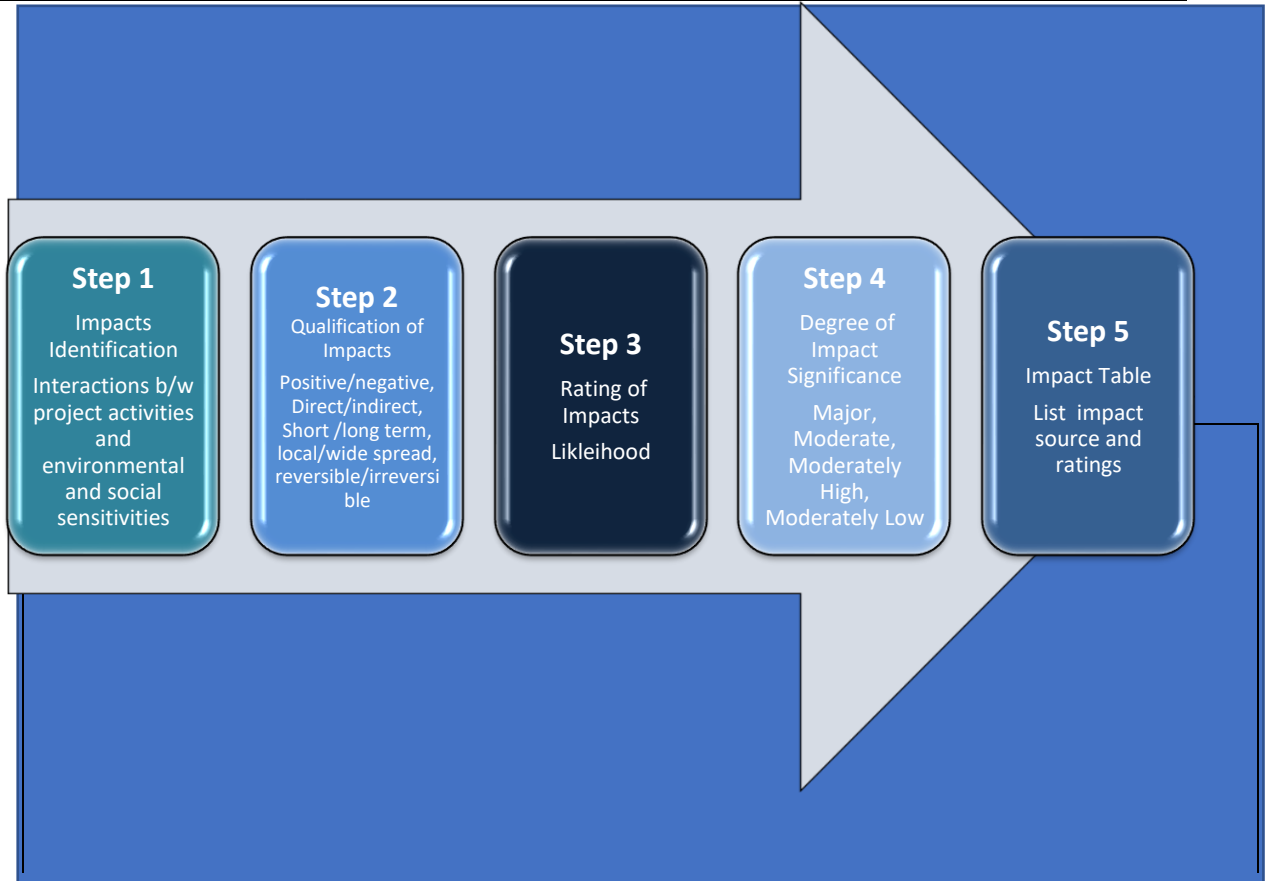 Step 1
Impacts
Identification
Interactions b/w
project activities
and
environmental
and social
sensitivities
Step 2
Qualification of
Impacts
Positive/negative,
Direct/indirect,
Short /long term,
local/wide spread,
reversible/irreversi
ble
Step 3
Rating of
Impacts
Likleihood
Step 4
Degree of
Impact
Significance
Major,
Moderate,
Moderately
High,
Moderately Low
Step 5
Impact Table
List impact
source and
ratings